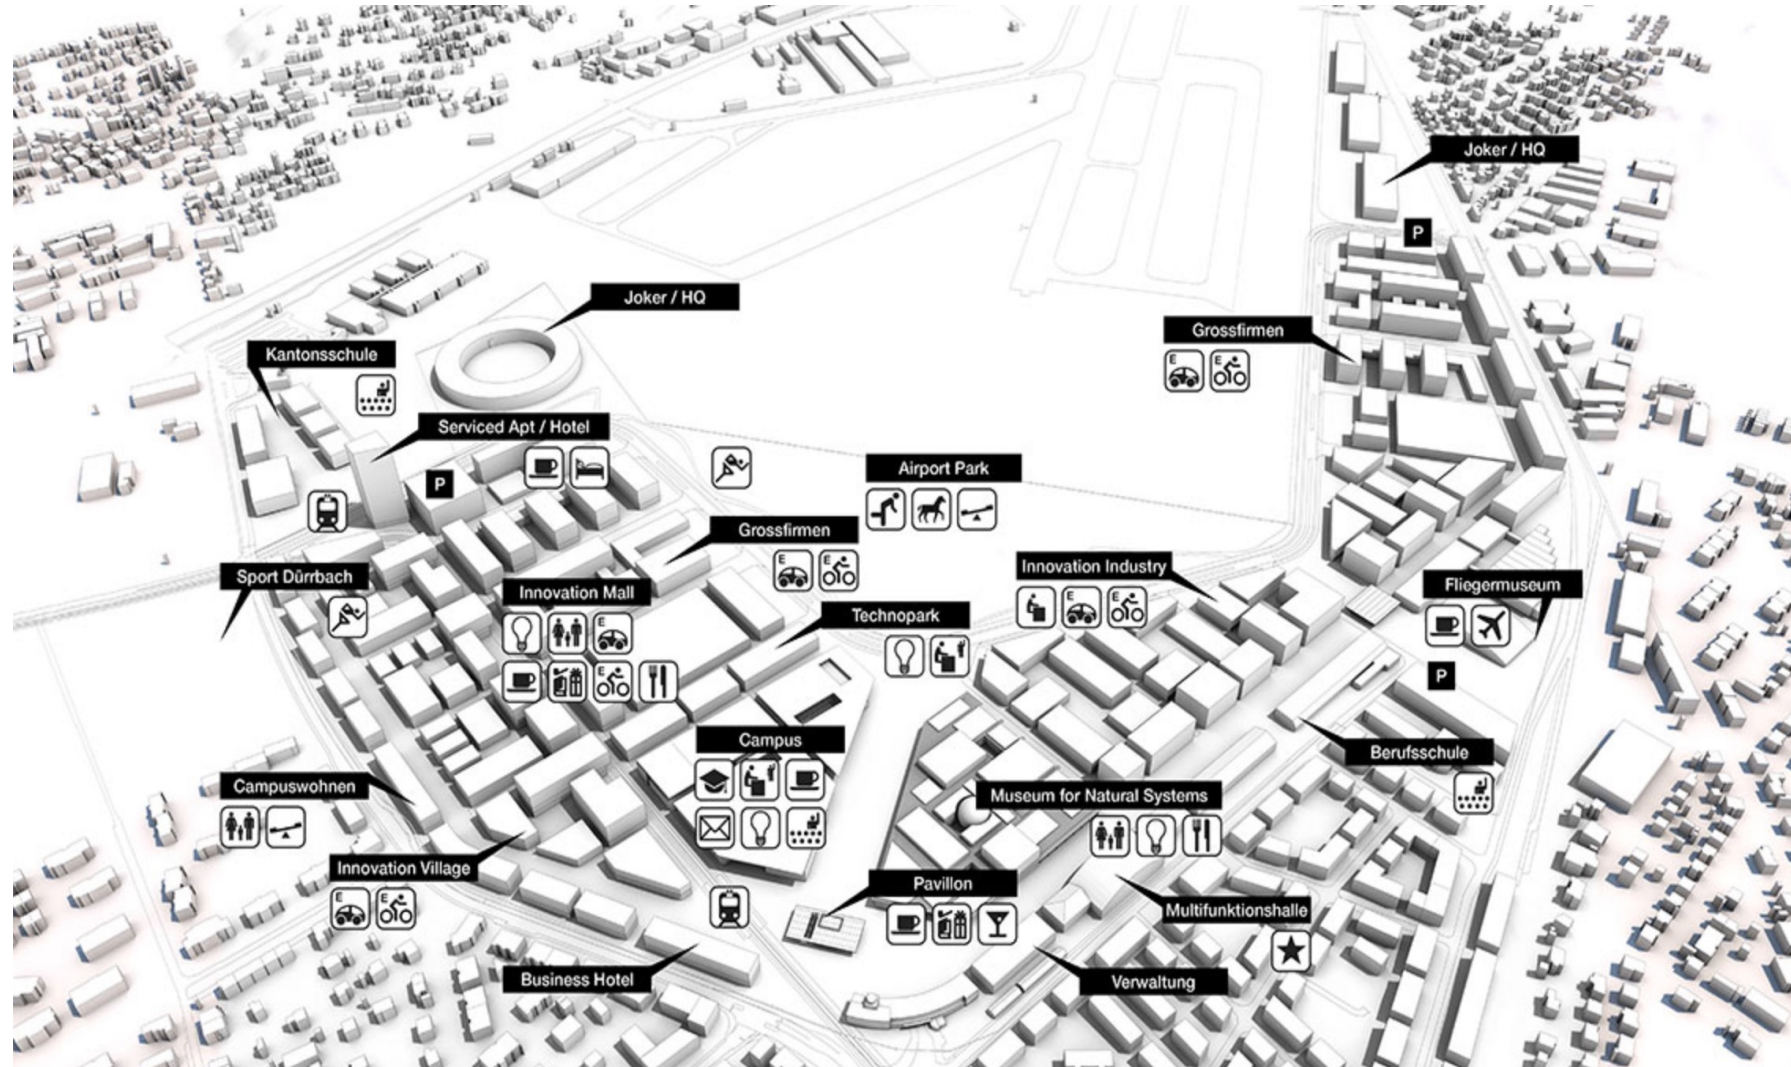 Joker / HQ
P
Joker / HQ
Grossfirmen
E
E
Kantonsschule
Serviced Apt / Hotel
P
Airport Park
Grossfirmen
E
E
Innovation Industry
E
E
Sport Dürrbach
Innovation Mall
E
E
Fliegermuseum
Technopark
P
Campus
Berufsschule
Campuswohnen
Museum for Natural Systems
Innovation Village
E
E
Pavillon
Multifunktionshalle
Business Hotel
Verwaltung